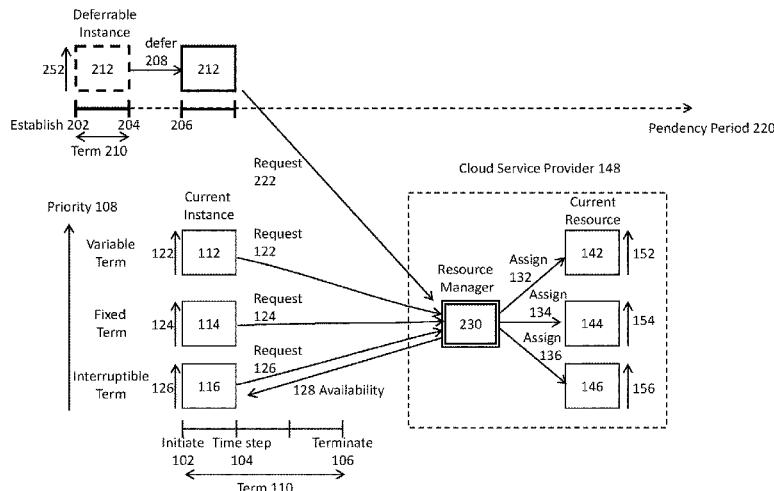 Deferrable
Instance
defer
208
252
212
212
Establish 202
204
206
Term 210
Pendency Period 220
Request
222
Cloud Service Provider 148
Priority 108
Current
Instance
Current
Resource
Variable
Term
122
112
Request
122
Resource
Manager
Assign
132
142
152
Fixed
Term
124
114
Request
124
230
Assign
134
144
154
Interruptible
Term
126
116
Request
126
128 Availability
Assign
136
146
156
Initiate
102
Time step
104
Terminate
106
Term 110